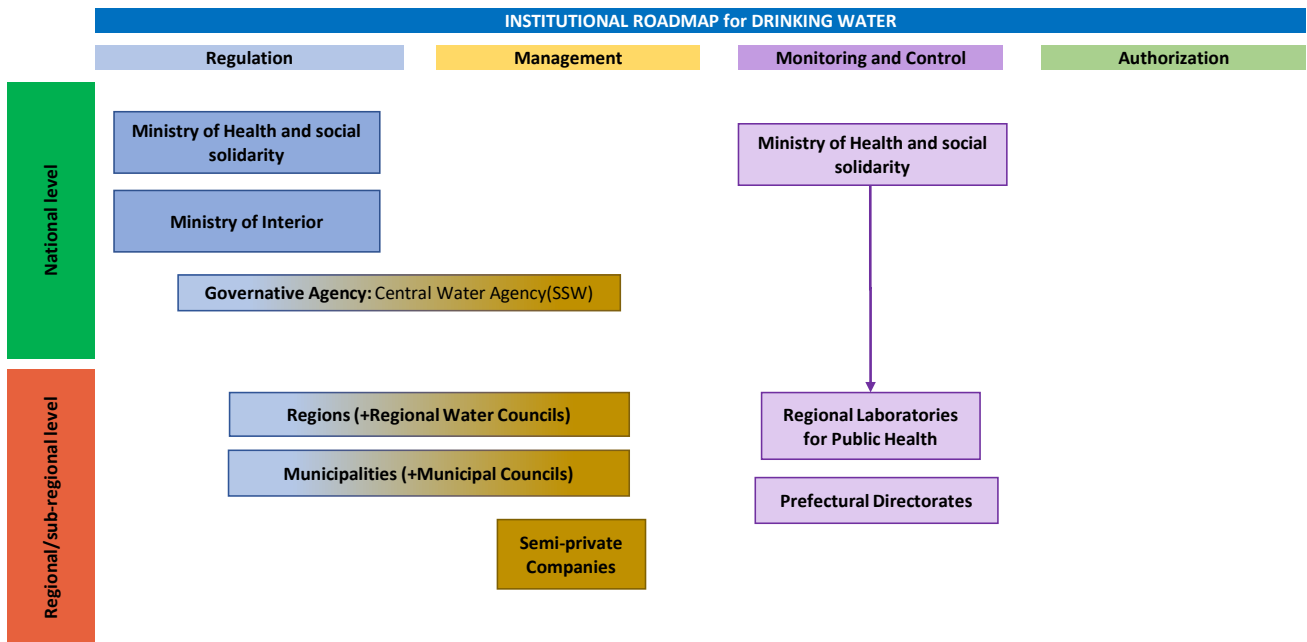 INSTITUTIONAL ROADMAP for DRINKING WATER
Regulation
Management
Monitoring and Control
Authorization
National level
Ministry of Health and social
solidarity
Ministry of Health and social
solidarity
Ministry of Interior
Governative Agency: Central Water Agency(SSW)
Regional/sub-regional level
Regions (+Regional Water Councils)
Regional Laboratories
for Public Health
Municipalities (+Municipal Councils)
Prefectural Directorates
Semi-private
Companies